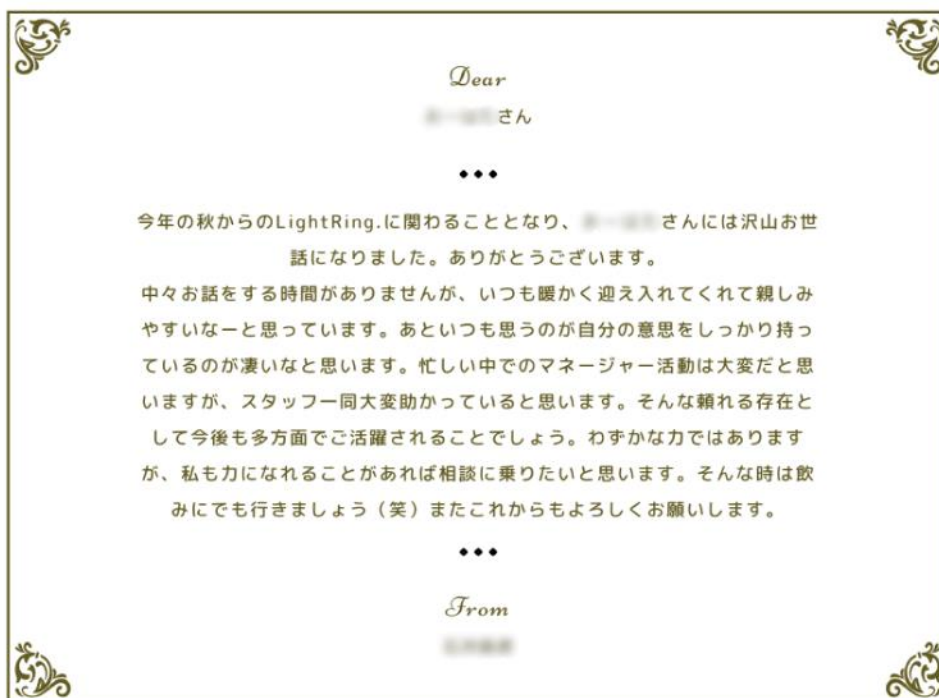 Dear
さん
今年の秋からのLightRing.に関わることとなり、さんには沢山お世
話になりました。ありがとうございます。
中々お話をする時間がありませんが、いつも暖かく迎え入れてくれて親しみ
やすいなーと思っています。あといつも思うのが自分の意思をしっかり持っ
ているのが凄いなと思います。忙しい中でのマネージャー活動は大変だと思
いますが、スタッフ一同大変助かっていると思います。そんな頼れる存在と
して今後も多方面でご活躍されることでしょう。わずかな力ではあります
が、私も力になれることがあれば相談に乗りたいと思います。そんな時は飲
みにでも行きましょう（笑）またこれからもよろしくお願いします。
From